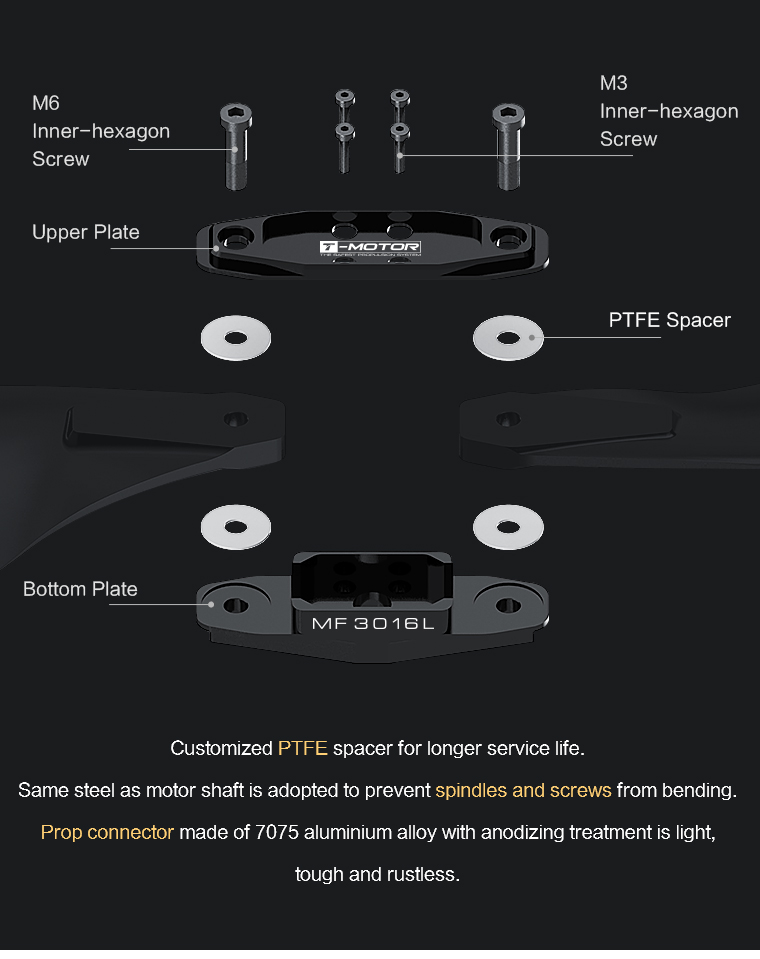 M6
Inner-hexagon
Screw
M3
Inner-hexagon
Screw
Upper Plate
T-MOTOR
THE SAFEST PROPULSION SYSTEM
PTFE Spacer
Bottom Plate
MF3016L
Customized PTFE spacer for longer service life.
Same steel as motor shaft is adopted to prevent spindles and screws from bending.
Prop connector made of 7075 aluminium alloy with anodizing treatment is light,
tough and rustless.